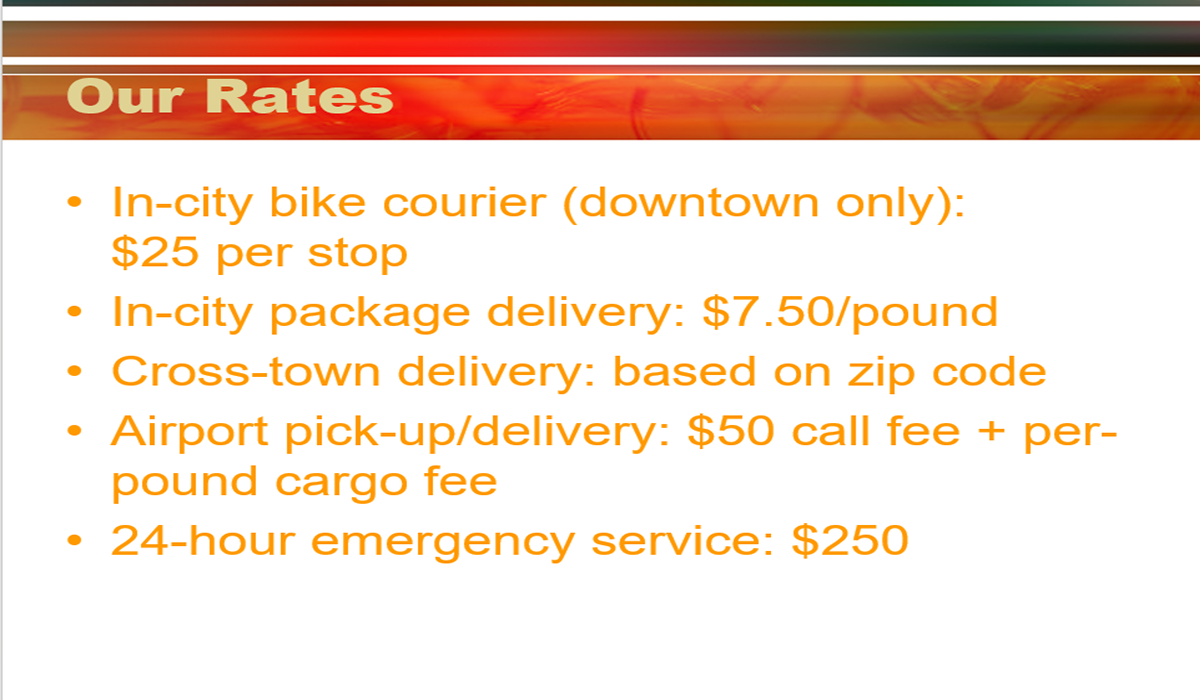 Our Rates
• In-city bike courier (downtown only):
$25 per stop
• In-city package delivery: $7.50/pound
• Cross-town delivery: based on zip code
• Airport pick-up/delivery: $50 call fee + per-
pound cargo fee
• 24-hour emergency service: $250